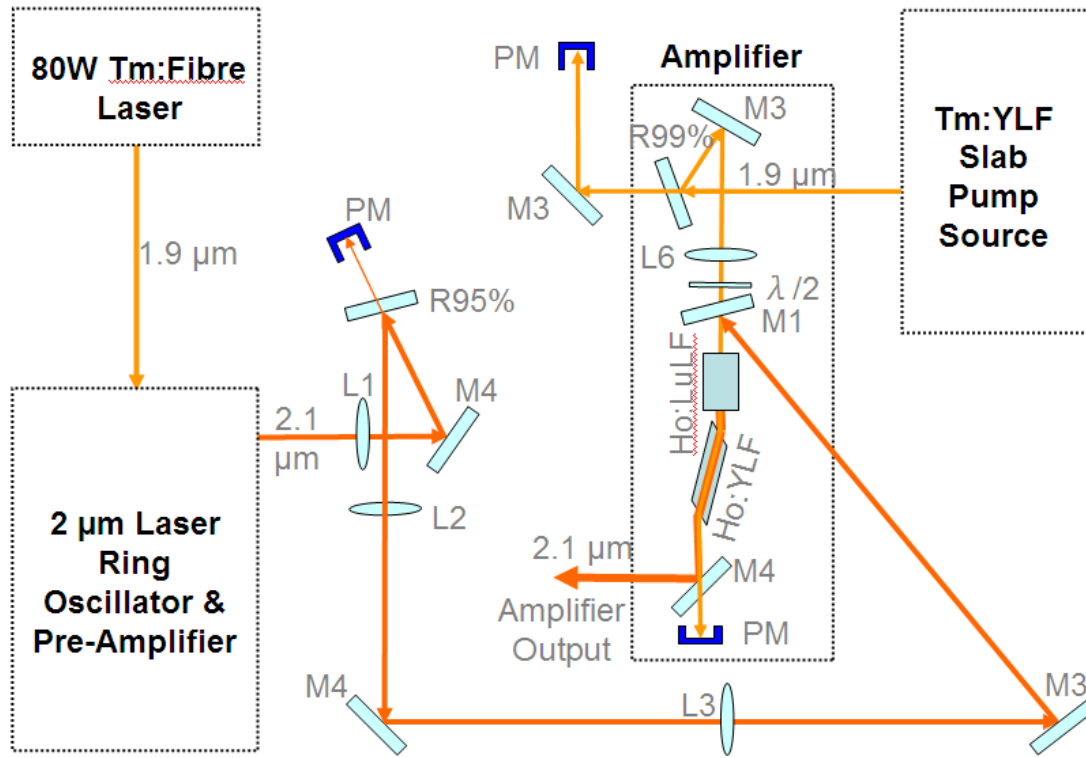 80W Tm:Fibre
Laser
1.9 µm
2 µm Laser
Ring
Oscillator &
Pre-Amplifier
2.1
µm
L1
M4
PM
R95%
L2
M4
L3
M3
PM
M3
Amplifier
M3
R99%
1.9 µm
L6
λ /2
M1
Ho:LuLF
Ho:YLF
2.1 µm
M4
Amplifier
Output
PM
Tm:YLF
Slab
Pump
Source